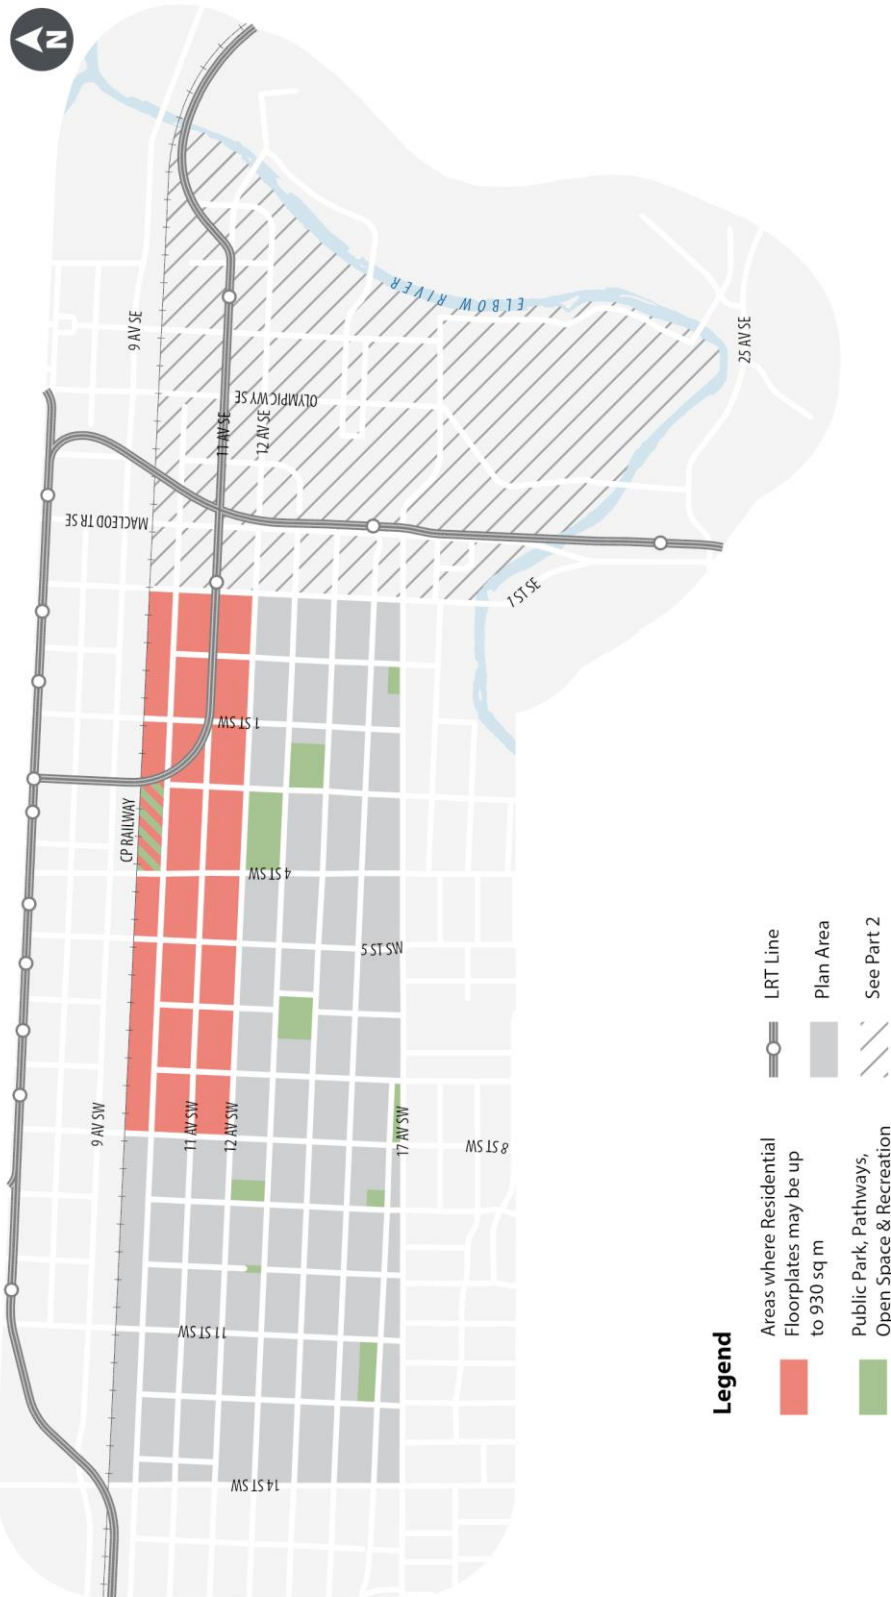 N
9 AV SE
ELBOW RIVER
25 AV SE
OLYMPIC WY SE
11 AV SE
12 AV SE
MACLEOD TR SE
1 ST SE
1 ST SW
CP RAILWAY
4 ST SW
5 ST SW
9 AV SW
11 AV SW
12 AV SW
17 AV SW
8 ST SW
11 ST SW
14 ST SW
Legend
Areas where Residential
Floorplates may be up
to 930 sq m
Public Park, Pathways,
Open Space & Recreation
LRT Line
Plan Area
See Part 2